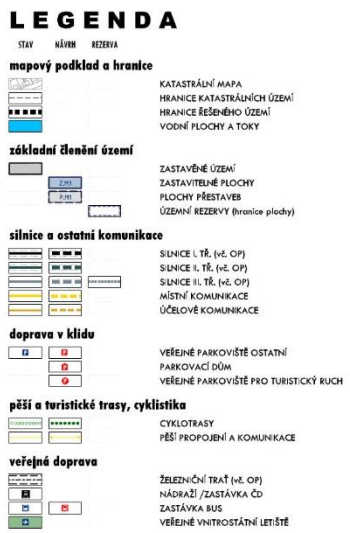 LEGENDA
STAV NÁVRH REZERVA
mapový podklad a hranice
KATASTRÁLNÍ MAPA
HRANICE KATASTRÁLNÍCH ÚZEMÍ
HRANICE ŘEŠENÉHO ÚZEMÍ
VODNÍ PLOCHY A TOKY
základní členění území
ZASTAVĚNÉ ÚZEMÍ
Z.M1 ZASTAVITELNÉ PLOCHY
P.M1 PLOCHY PŘESTAVEB
ÚZEMNÍ REZERVY (hranice plochy)
silnice a ostatní komunikace
SILNICE I. TŘ. (vč. OP)
SILNICE II. TŘ. (vč. OP)
SILNICE III. TŘ. (vč. OP)
MÍSTNÍ KOMUNIKACE
ÚČELOVÉ KOMUNIKACE
doprava v klidu
P P VEŘEJNÉ PARKOVIŠTĚ OSTATNÍ
PARKOVACÍ DŮM
VEŘEJNÉ PARKOVIŠTĚ PRO TURISTICKÝ RUCH
pěší a turistické trasy, cyklistika
CYKLOTRASY
PĚŠÍ PROPOJENÍ A KOMUNIKACE
veřejná doprava
ŽELEZNIČNÍ TRAŤ (vč. OP)
NÁDRAŽÍ /ZASTÁVKA ČD
ZASTÁVKA BUS
VEŘEJNÉ VNITROSTÁTNÍ LETIŠTĚ